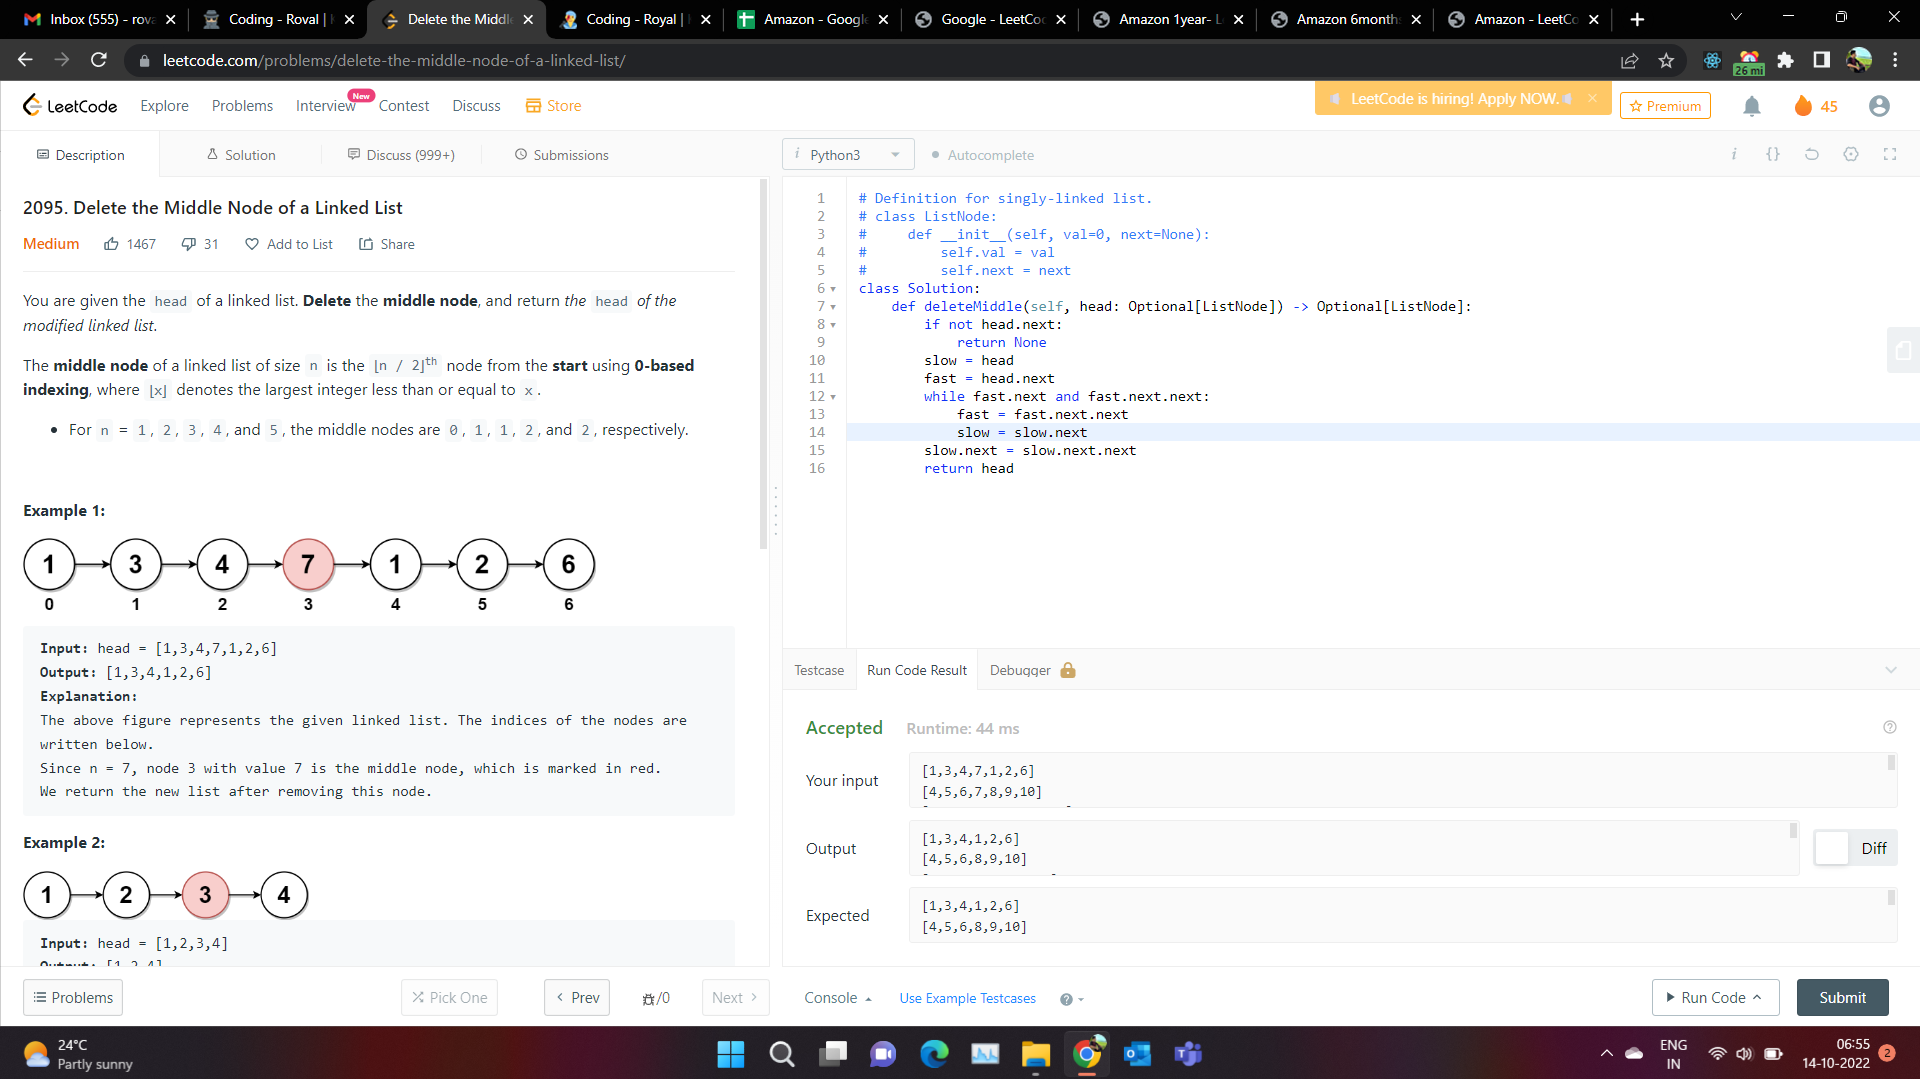 Inbox (555) - rova
Coding - Roval |
Delete the Middl
Coding - Royal |
Amazon - Google
Google - LeetCo
Amazon 1year- L
Amazon 6month
Amazon - LeetCo
leetcode.com/problems/delete-the-middle-node-of-a-linked-list/
26 mi
LeetCode
Explore
Problems
Interview
New
Contest
Discuss
Store
LeetCode is hiring! Apply NOW.
Premium
45
Description
Solution
Discuss (999+)
Submissions
i Python3
Autocomplete
2095. Delete the Middle Node of a Linked List
Medium 1467 31 Add to List Share
You are given the head of a linked list. Delete the middle node, and return the head of the
modified linked list.
The middle node of a linked list of size n is the ⌊n / 2⌋th node from the start using 0-based
indexing, where ⌊x⌋ denotes the largest integer less than or equal to x.
• For n = 1, 2, 3, 4, and 5, the middle nodes are 0, 1, 1, 2, and 2, respectively.
Example 1:
1 3 4 7 1 2 6
0 1 2 3 4 5 6
Input: head = [1,3,4,7,1,2,6]
Output: [1,3,4,1,2,6]
Explanation:
The above figure represents the given linked list. The indices of the nodes are
written below.
Since n = 7, node 3 with value 7 is the middle node, which is marked in red.
We return the new list after removing this node.
Example 2:
1 2 3 4
Input: head = [1,2,3,4]
Output: [1,2,4]
1 # Definition for singly-linked list.
2 # class ListNode:
3 #     def __init__(self, val=0, next=None):
4 #         self.val = val
5 #         self.next = next
6 class Solution:
7     def deleteMiddle(self, head: Optional[ListNode]) -> Optional[ListNode]:
8         if not head.next:
9             return None
10         slow = head
11         fast = head.next
12         while fast.next and fast.next.next:
13             fast = fast.next.next
14             slow = slow.next
15         slow.next = slow.next.next
16         return head
Testcase
Run Code Result
Debugger
Accepted Runtime: 44 ms
Your input
[1,3,4,7,1,2,6]
[4,5,6,7,8,9,10]
Output
[1,3,4,1,2,6]
[4,5,6,8,9,10]
Diff
Expected
[1,3,4,1,2,6]
[4,5,6,8,9,10]
Problems
Pick One
Prev
/0
Next
Console
Use Example Testcases
Run Code
Submit
24°C
Partly sunny
ENG
IN
06:55
14-10-2022
2